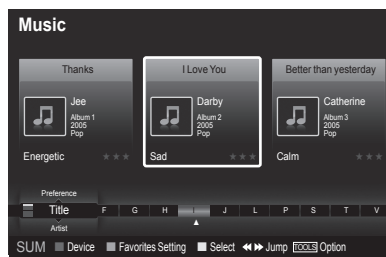 Music
Thanks
I Love You
Better than yesterday
Jee
Album 1
2005
Pop
Darby
Album 2
2005
Pop
Catherine
Album 3
2005
Pop
Energetic
Sad
Calm
Preference
Title F G H I J L P S T V
Artist
SUM Device Favorites Setting Select Jump TOOLS Option